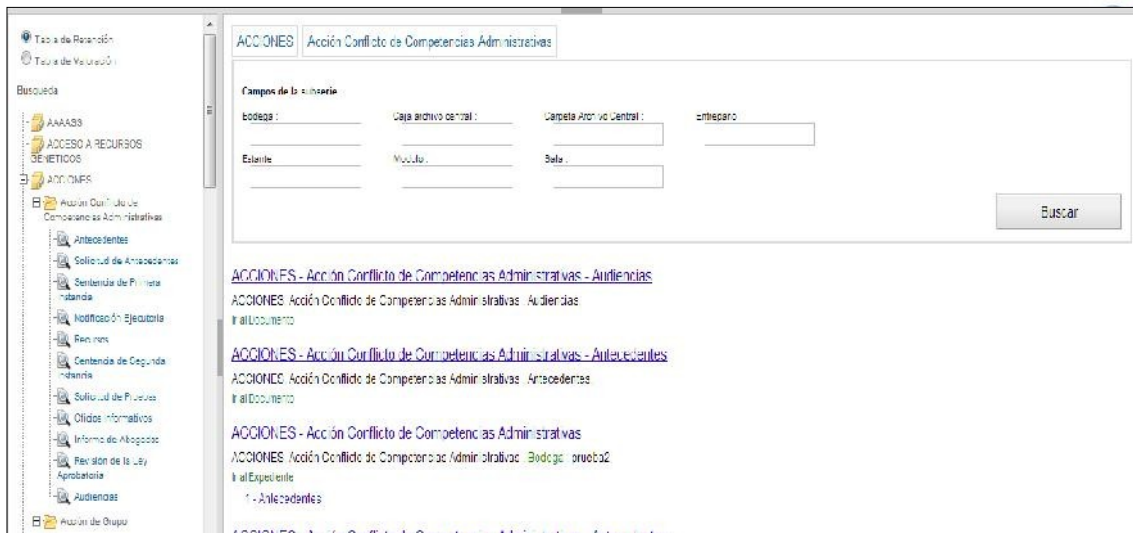 Tabla de Retención
Tabla de Valoración
Busqueda
AAAASS
ACCESO A RECURSOS
GENETICOS
ACCIONES
Acción Conflicto de
Competencias Administrativas
Antecedentes
Solicitud de Antecedentes
Sentencia de Primera
Instancia
Notificación Ejecutoria
Recursos
Sentencia de Segunda
Instancia
Solicitud de Pruebas
Oficios Informativos
Informe de Abogados
Revisión de la Ley
Aprobatoria
Audiencias
Acción de Grupo
ACCIONES Acción Conflicto de Competencias Administrativas
Campos de la subserie
Bodega : Caja archivo central : Carpeta Archivo Central : Entrepaño
Estante Modulo : Sala :
Buscar
ACCIONES - Acción Conflicto de Competencias Administrativas - Audiencias
ACCIONES Acción Conflicto de Competencias Administrativas Audiencias
Ir al Documento
ACCIONES - Acción Conflicto de Competencias Administrativas - Antecedentes
ACCIONES Acción Conflicto de Competencias Administrativas Antecedentes
Ir al Documento
ACCIONES - Acción Conflicto de Competencias Administrativas
ACCIONES Acción Conflicto de Competencias Administrativas Bodega prueba2
Ir al Expediente
1 - Antecedentes